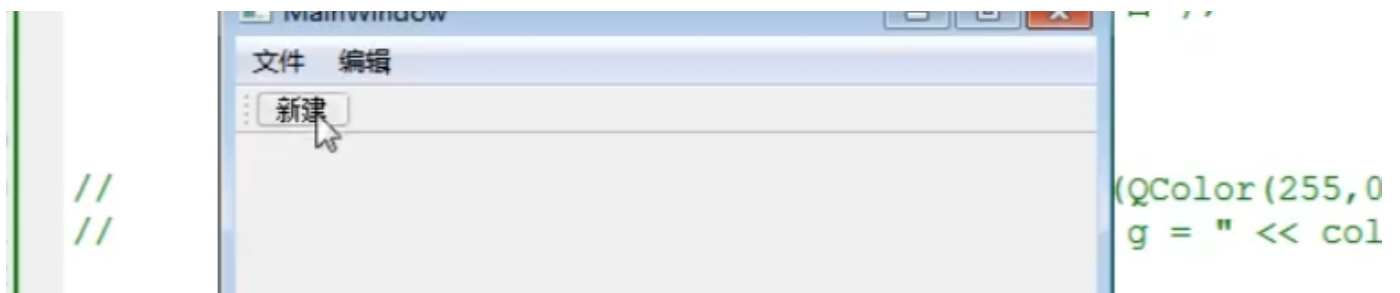 MainWindow
文件 编辑
新建
// (QColor(255,0
// g = " << col